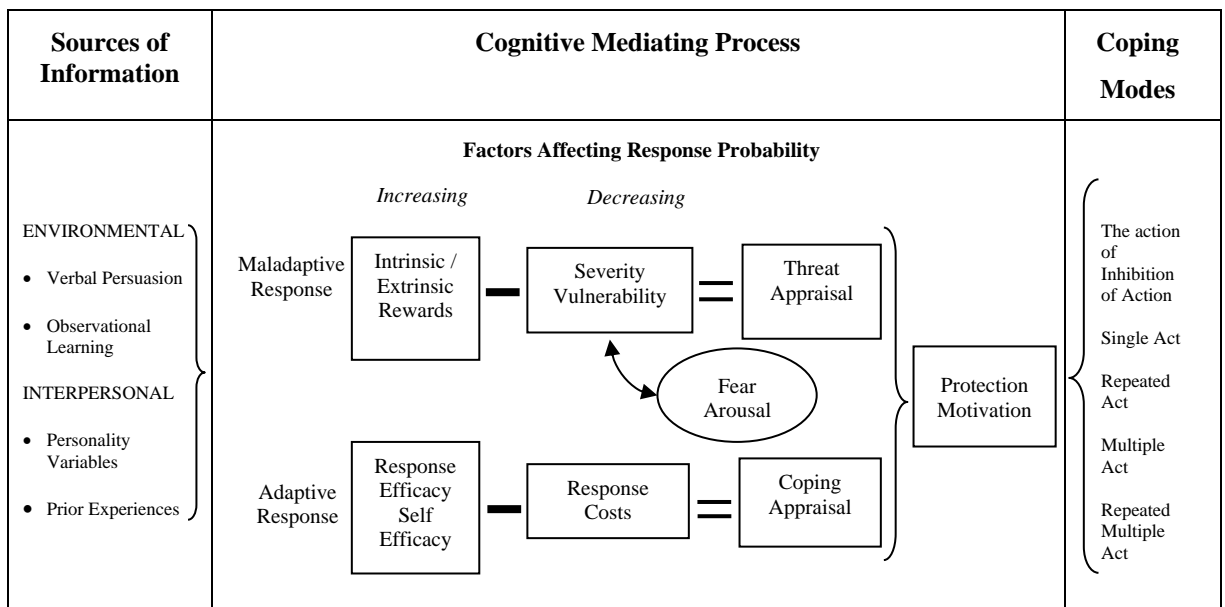 Sources of
Information
Cognitive Mediating Process
Coping
Modes
ENVIRONMENTAL
• Verbal Persuasion
• Observational
Learning
INTERPERSONAL
• Personality
Variables
• Prior Experiences
Factors Affecting Response Probability
Increasing
Decreasing
Maladaptive
Response
Intrinsic /
Extrinsic
Rewards
Severity
Vulnerability
Threat
Appraisal
Fear
Arousal
Adaptive
Response
Response
Efficacy
Self
Efficacy
Response
Costs
Coping
Appraisal
Protection
Motivation
The action
of
Inhibition
of Action
Single Act
Repeated
Act
Multiple
Act
Repeated
Multiple
Act